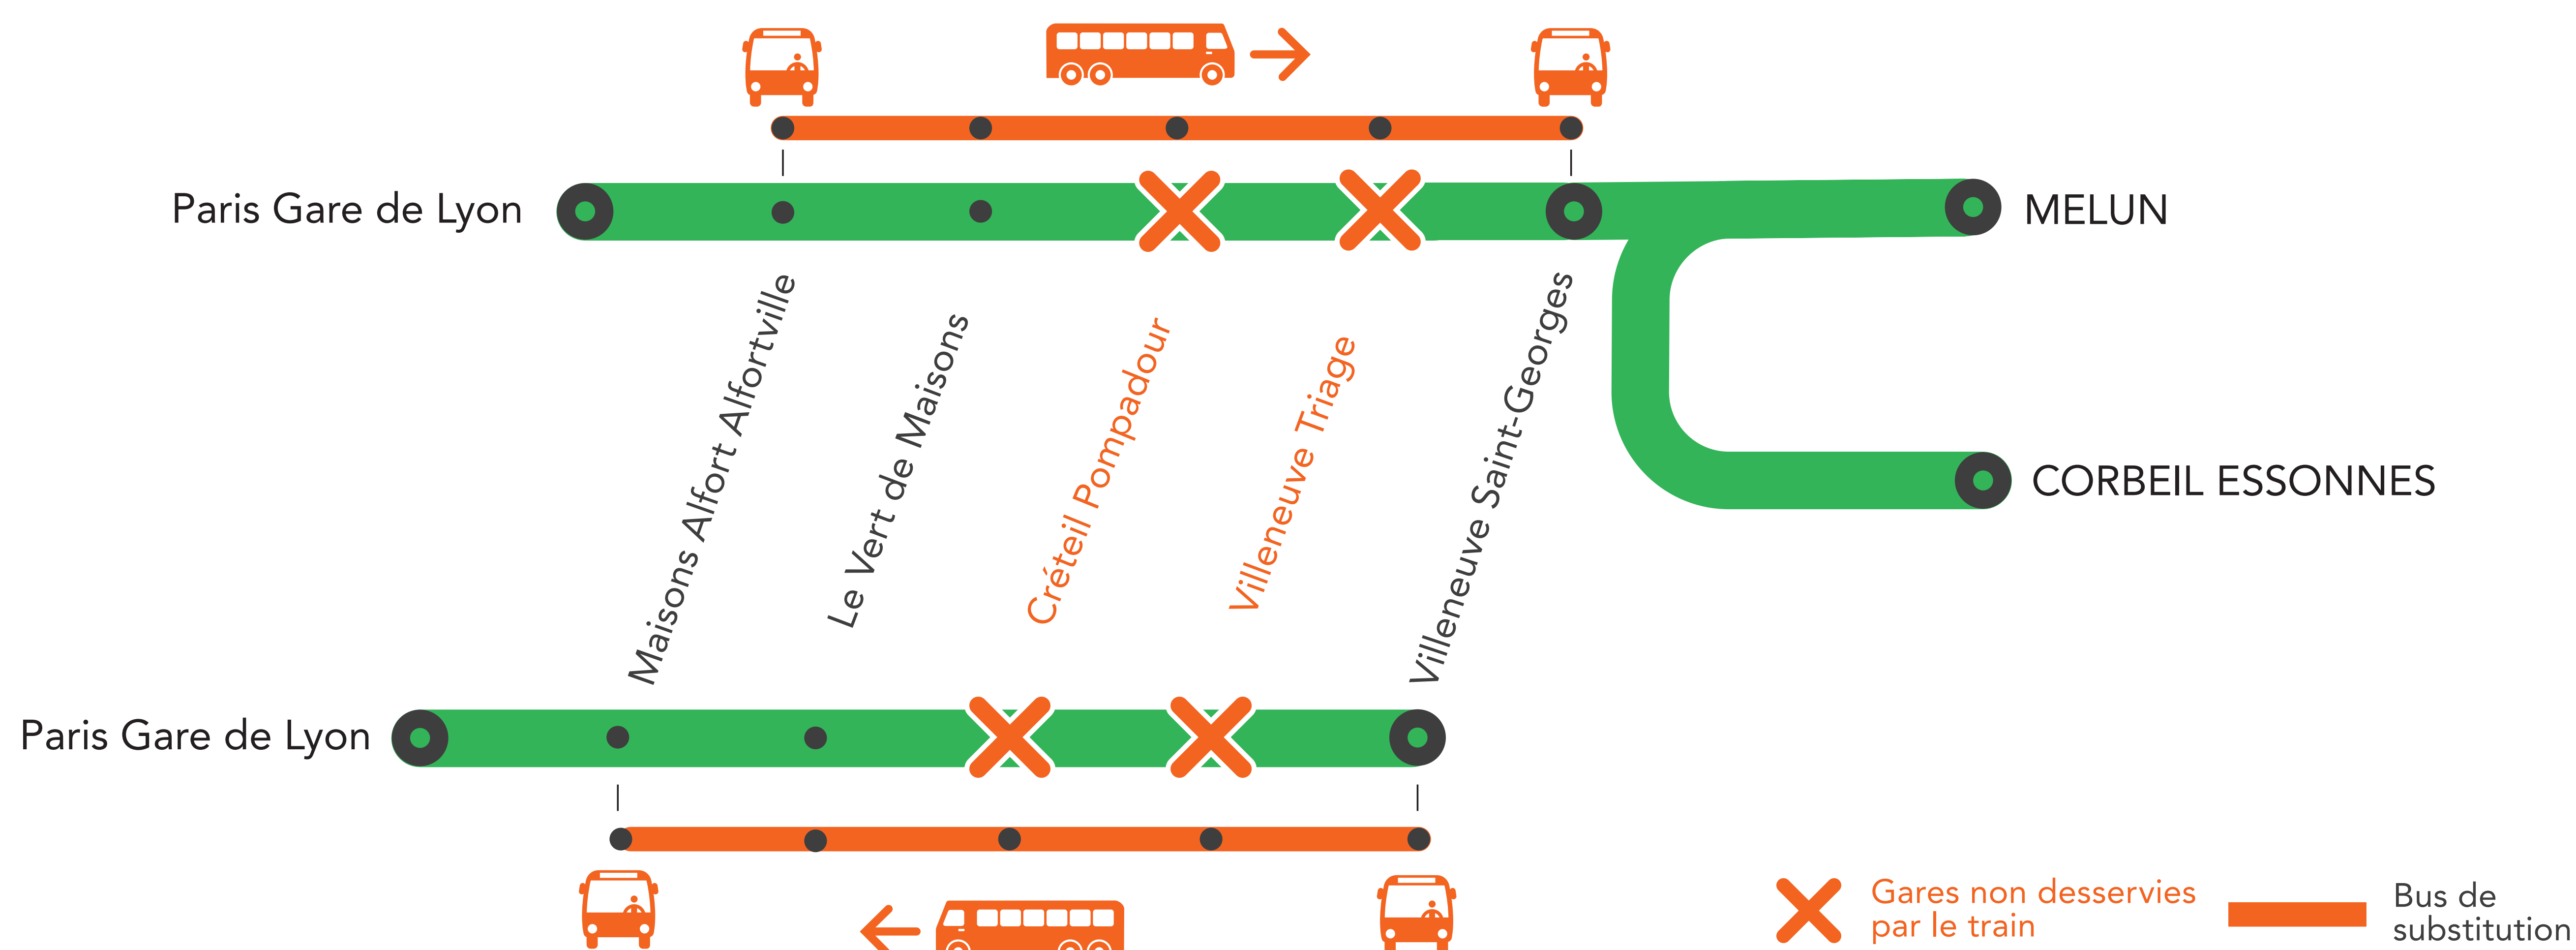 Paris Gare de Lyon
MELUN
CORBEIL ESSONNES
Maisons Alfort Alfortville
Le Vert de Maisons
Créteil Pompadour
Villeneuve Triage
Villeneuve Saint-Georges
Paris Gare de Lyon
Gares non desservies
par le train
Bus de
substitution